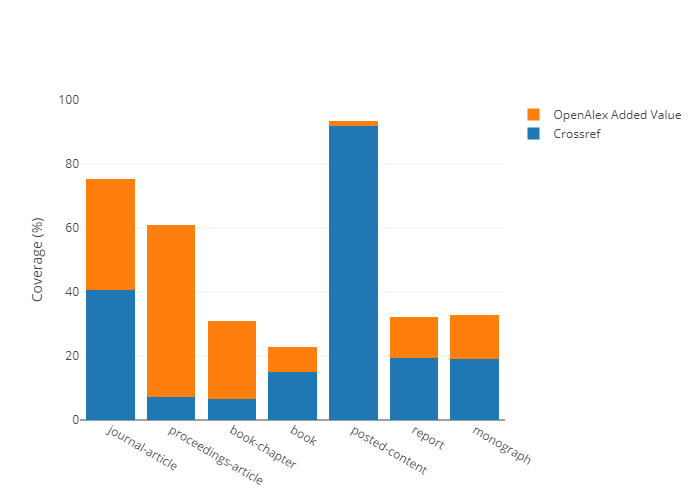 100
80
60
40
20
0
Coverage (%)
journal-article
proceedings-article
book-chapter
book
posted-content
report
monograph
OpenAlex Added Value
Crossref